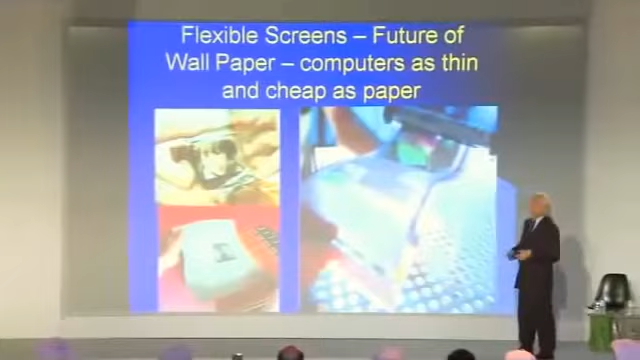 Flexible Screens – Future of
Wall Paper – computers as thin
and cheap as paper